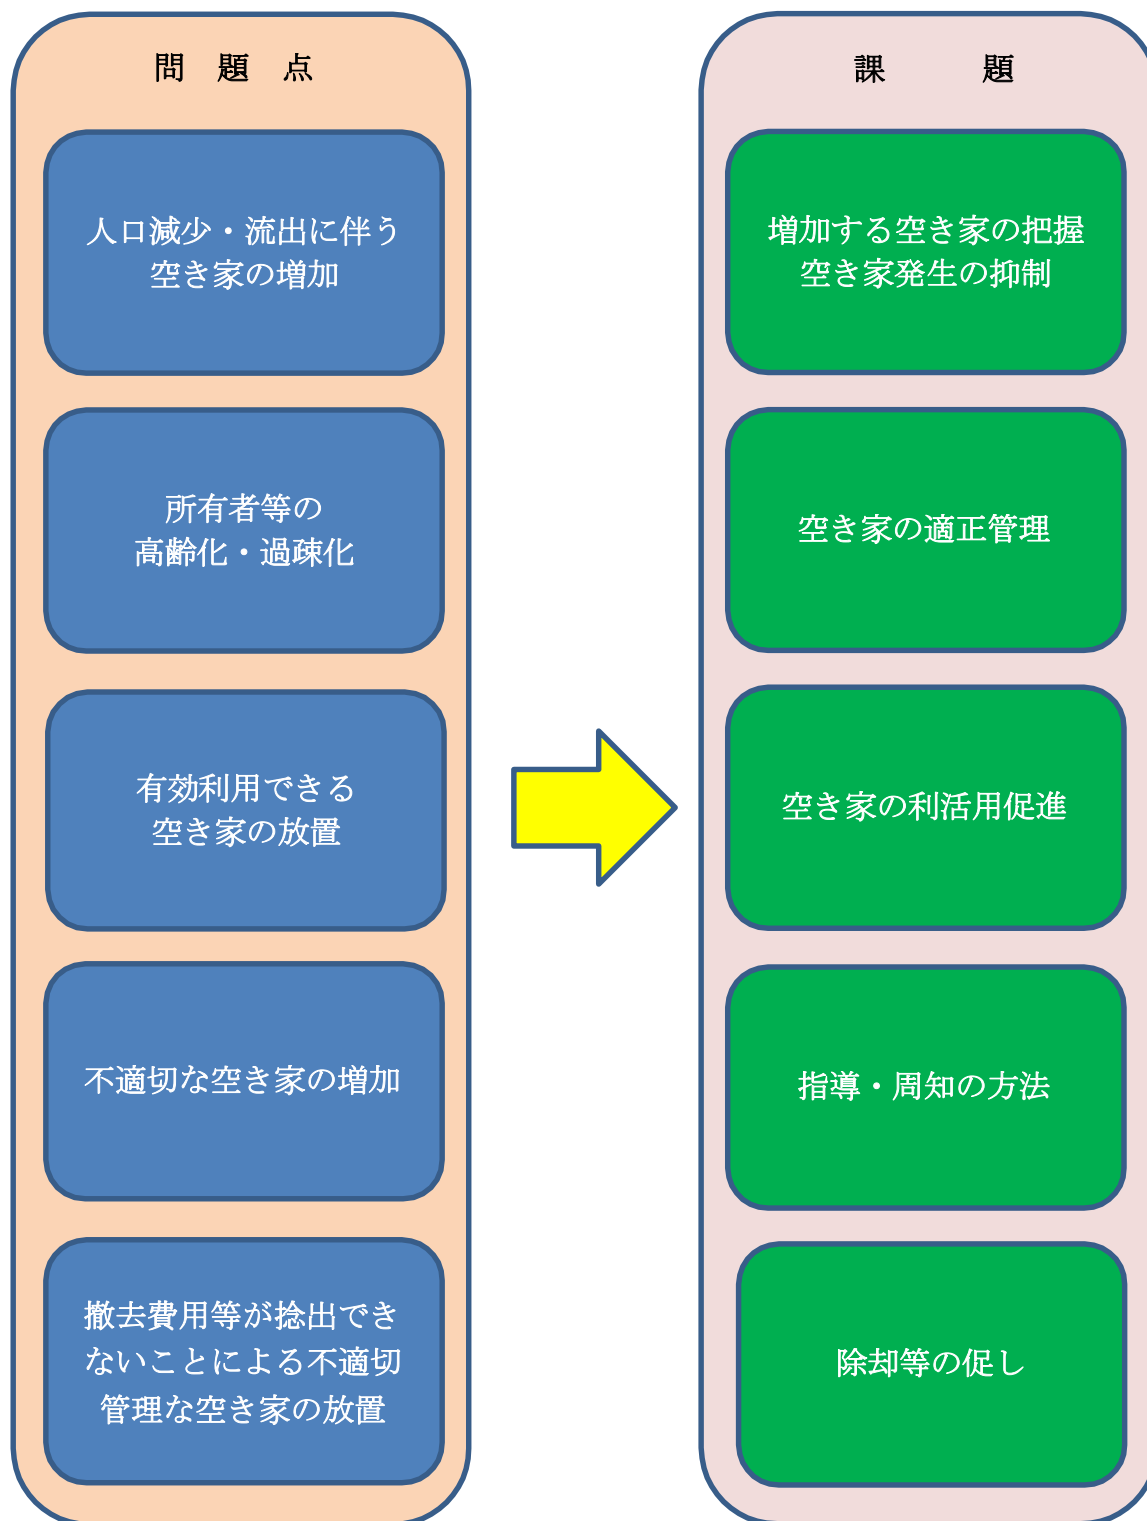 問　題　点
人口減少・流出に伴う
空き家の増加
所有者等の
高齢化・過疎化
有効利用できる
空き家の放置
不適切な空き家の増加
撤去費用等が捻出でき
ないことによる不適切
管理な空き家の放置
課　　　題
増加する空き家の把握
空き家発生の抑制
空き家の適正管理
空き家の利活用促進
指導・周知の方法
除却等の促し